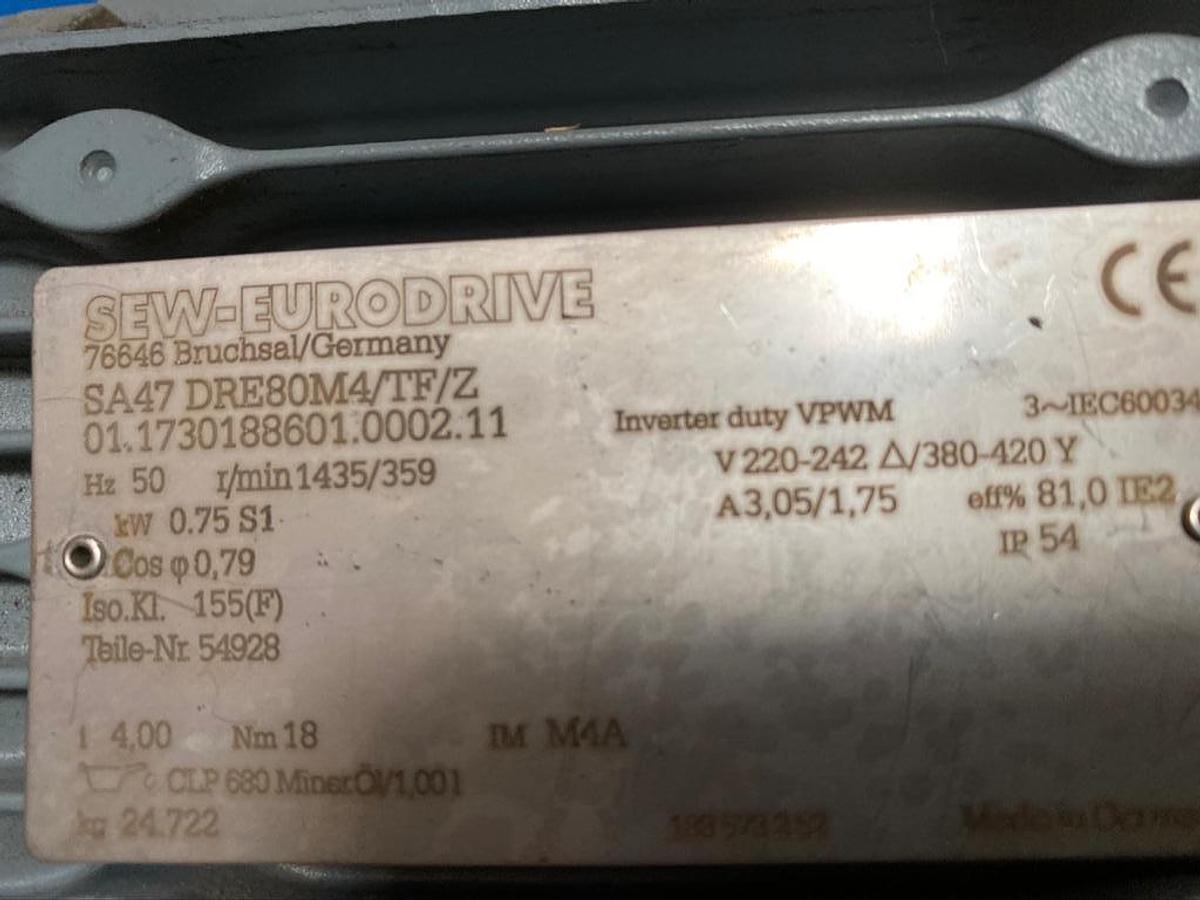 SEW-EURODRIVE
CE
76646 Bruchsal/Germany
SA47 DRE80M4/TF/Z
01.1730188601.0002.11
Inverter duty VPWM
3~IEC60034
Hz 50 r/min 1435/359
V 220-242 Δ/380-420 Y
kW 0.75 S1
A 3,05/1,75
eff% 81,0 IE2
Cos φ 0,79
IP 54
Iso.Kl. 155(F)
Teile-Nr. 54928
i 4,00 Nm 18 IM M4A
CLP 680 Miner.Öl/1,00 l
kg 24.722
Made in